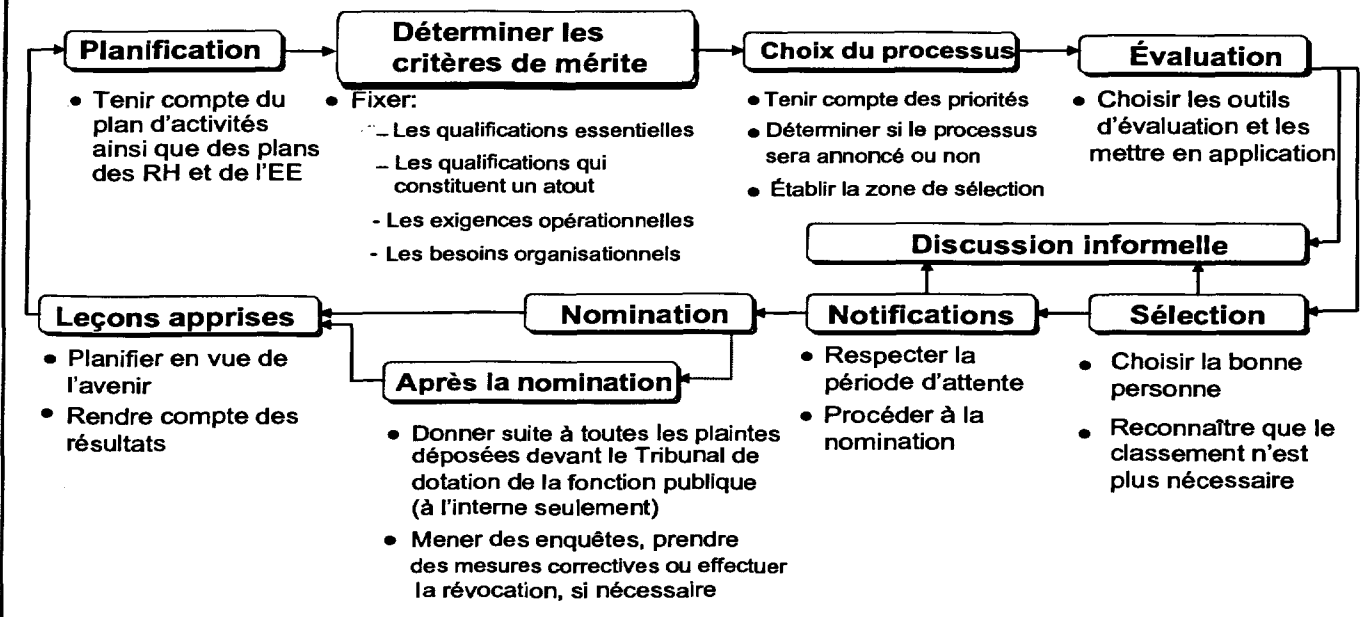 Planification
• Tenir compte du
plan d'activités
ainsi que des plans
des RH et de l'EE
Déterminer les
critères de mérite
• Fixer:
– Les qualifications essentielles
– Les qualifications qui
constituent un atout
- Les exigences opérationnelles
- Les besoins organisationnels
Choix du processus
• Tenir compte des priorités
• Déterminer si le processus
sera annoncé ou non
• Établir la zone de sélection
Évaluation
• Choisir les outils
d'évaluation et les
mettre en application
Discussion informelle
Sélection
• Choisir la bonne
personne
• Reconnaître que le
classement n'est
plus nécessaire
Notifications
• Respecter la
période d'attente
• Procéder à la
nomination
Nomination
Après la nomination
• Donner suite à toutes les plaintes
déposées devant le Tribunal de
dotation de la fonction publique
(à l'interne seulement)
• Mener des enquêtes, prendre
des mesures correctives ou effectuer
la révocation, si nécessaire
Leçons apprises
• Planifier en vue de
l'avenir
• Rendre compte des
résultats